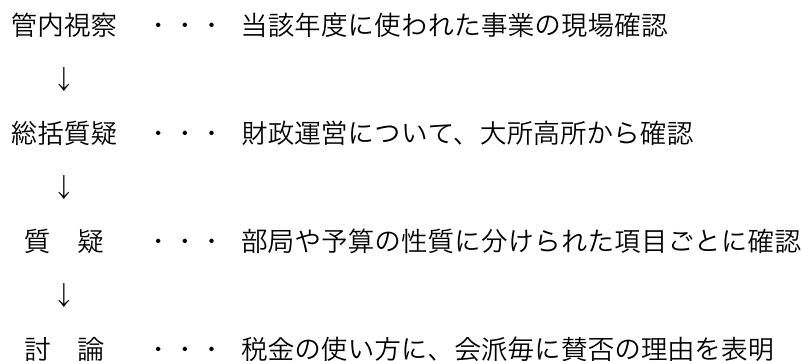 管内視察 ・・・ 当該年度に使われた事業の現場確認
↓
総括質疑 ・・・ 財政運営について、大所高所から確認
↓
質　疑 ・・・ 部局や予算の性質に分けられた項目ごとに確認
↓
討　論 ・・・ 税金の使い方に、会派毎に賛否の理由を表明